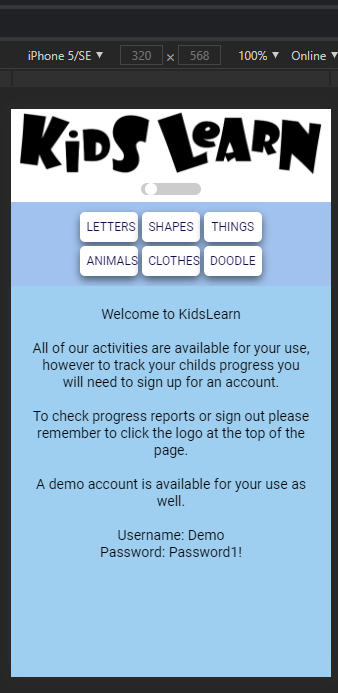 iPhone 5/SE ▼ 320 × 568 100% ▼ Online ▼
KIDS LEARN
LETTERS SHAPES THINGS
ANIMALS CLOTHES DOODLE
Welcome to KidsLearn
All of our activities are available for your use,
however to track your childs progress you
will need to sign up for an account.
To check progress reports or sign out please
remember to click the logo at the top of the
page.
A demo account is available for your use as
well.
Username: Demo
Password: Password1!